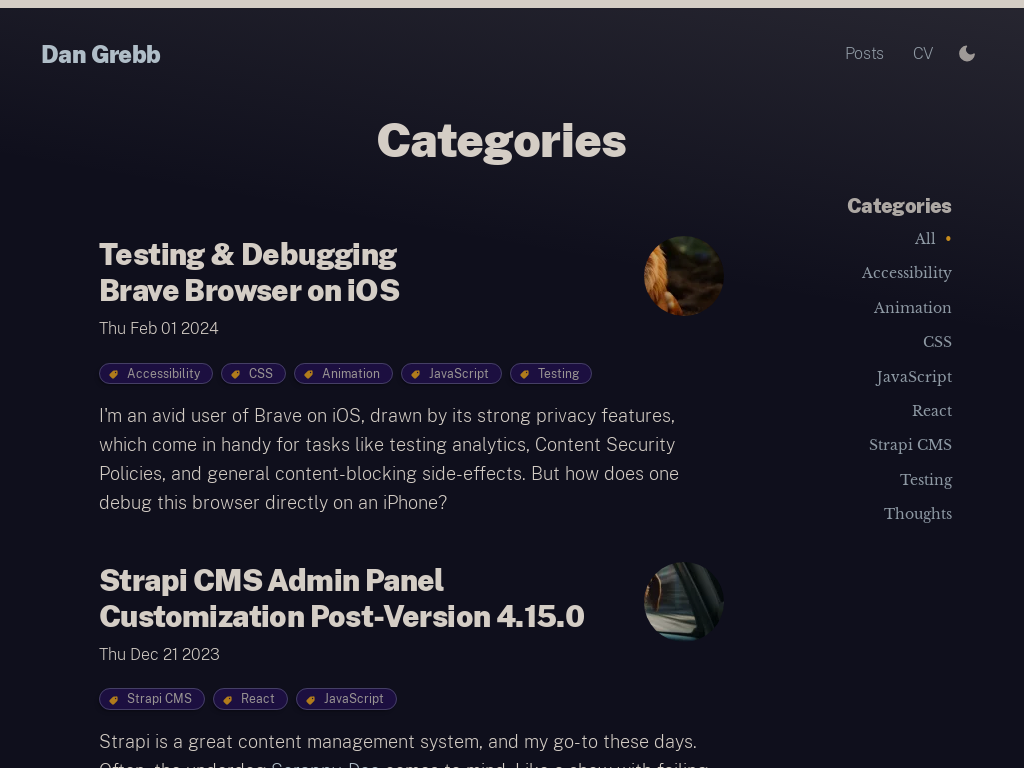 Dan Grebb
Posts
CV
Categories
Testing & Debugging
Brave Browser on iOS
Thu Feb 01 2024
Accessibility
CSS
Animation
JavaScript
Testing
I'm an avid user of Brave on iOS, drawn by its strong privacy features,
which come in handy for tasks like testing analytics, Content Security
Policies, and general content-blocking side-effects. But how does one
debug this browser directly on an iPhone?
Strapi CMS Admin Panel
Customization Post-Version 4.15.0
Thu Dec 21 2023
Strapi CMS
React
JavaScript
Strapi is a great content management system, and my go-to these days.
Categories
All
Accessibility
Animation
CSS
JavaScript
React
Strapi CMS
Testing
Thoughts